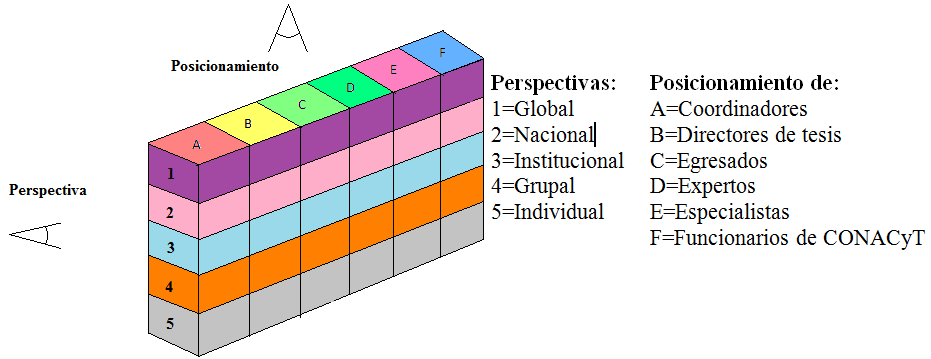 Posicionamiento
Perspectiva
A
B
C
D
E
F
1
2
3
4
5
Perspectivas:
1=Global
2=Nacional
3=Institucional
4=Grupal
5=Individual
Posicionamiento de:
A=Coordinadores
B=Directores de tesis
C=Egresados
D=Expertos
E=Especialistas
F=Funcionarios de CONACyT